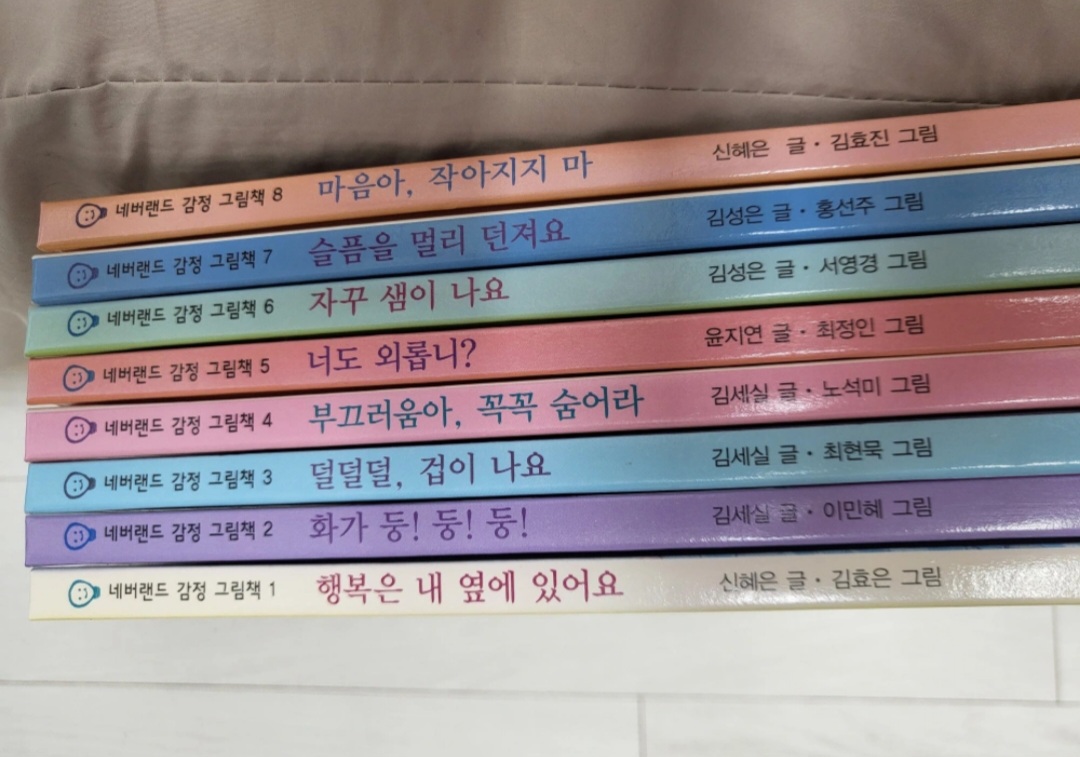 네버랜드 감정 그림책 8 마음아, 작아지지 마 신혜은 글·김효진 그림
네버랜드 감정 그림책 7 슬픔을 멀리 던져요 김성은 글·홍선주 그림
네버랜드 감정 그림책 6 자꾸 샘이 나요 김성은 글·서영경 그림
네버랜드 감정 그림책 5 너도 외롭니? 윤지연 글·최정인 그림
네버랜드 감정 그림책 4 부끄러움아, 꼭꼭 숨어라 김세실 글·노석미 그림
네버랜드 감정 그림책 3 덜덜덜, 겁이 나요 김세실 글·최현묵 그림
네버랜드 감정 그림책 2 화가 둥! 둥! 둥! 김세실 글·이민혜 그림
네버랜드 감정 그림책 1 행복은 내 옆에 있어요 신혜은 글·김효은 그림